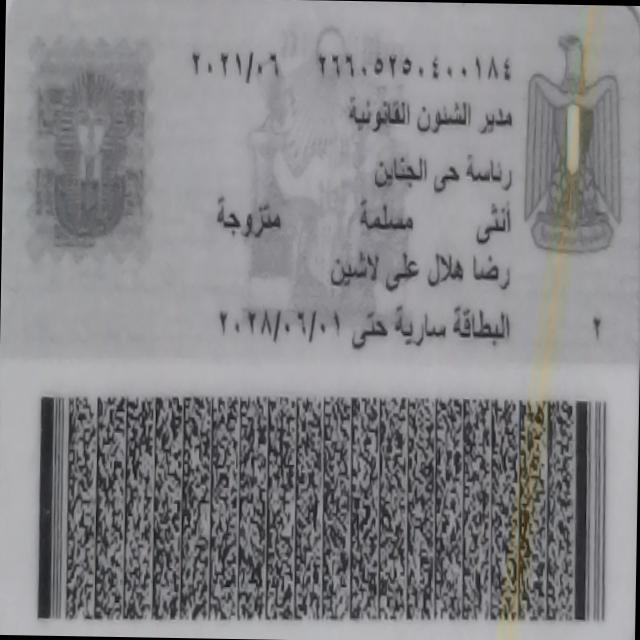 ٢٦٦٠٥٢٥٠٤٠٠١٨٤ ٢٠٢١/٠٦
مدير الشئون القانونية
رئاسة حى الجناين
أنثى مسلمة متزوجة
رضا هلال على لاشين
البطاقة سارية حتى ٢٠٢٨/٠٦/٠١
٢